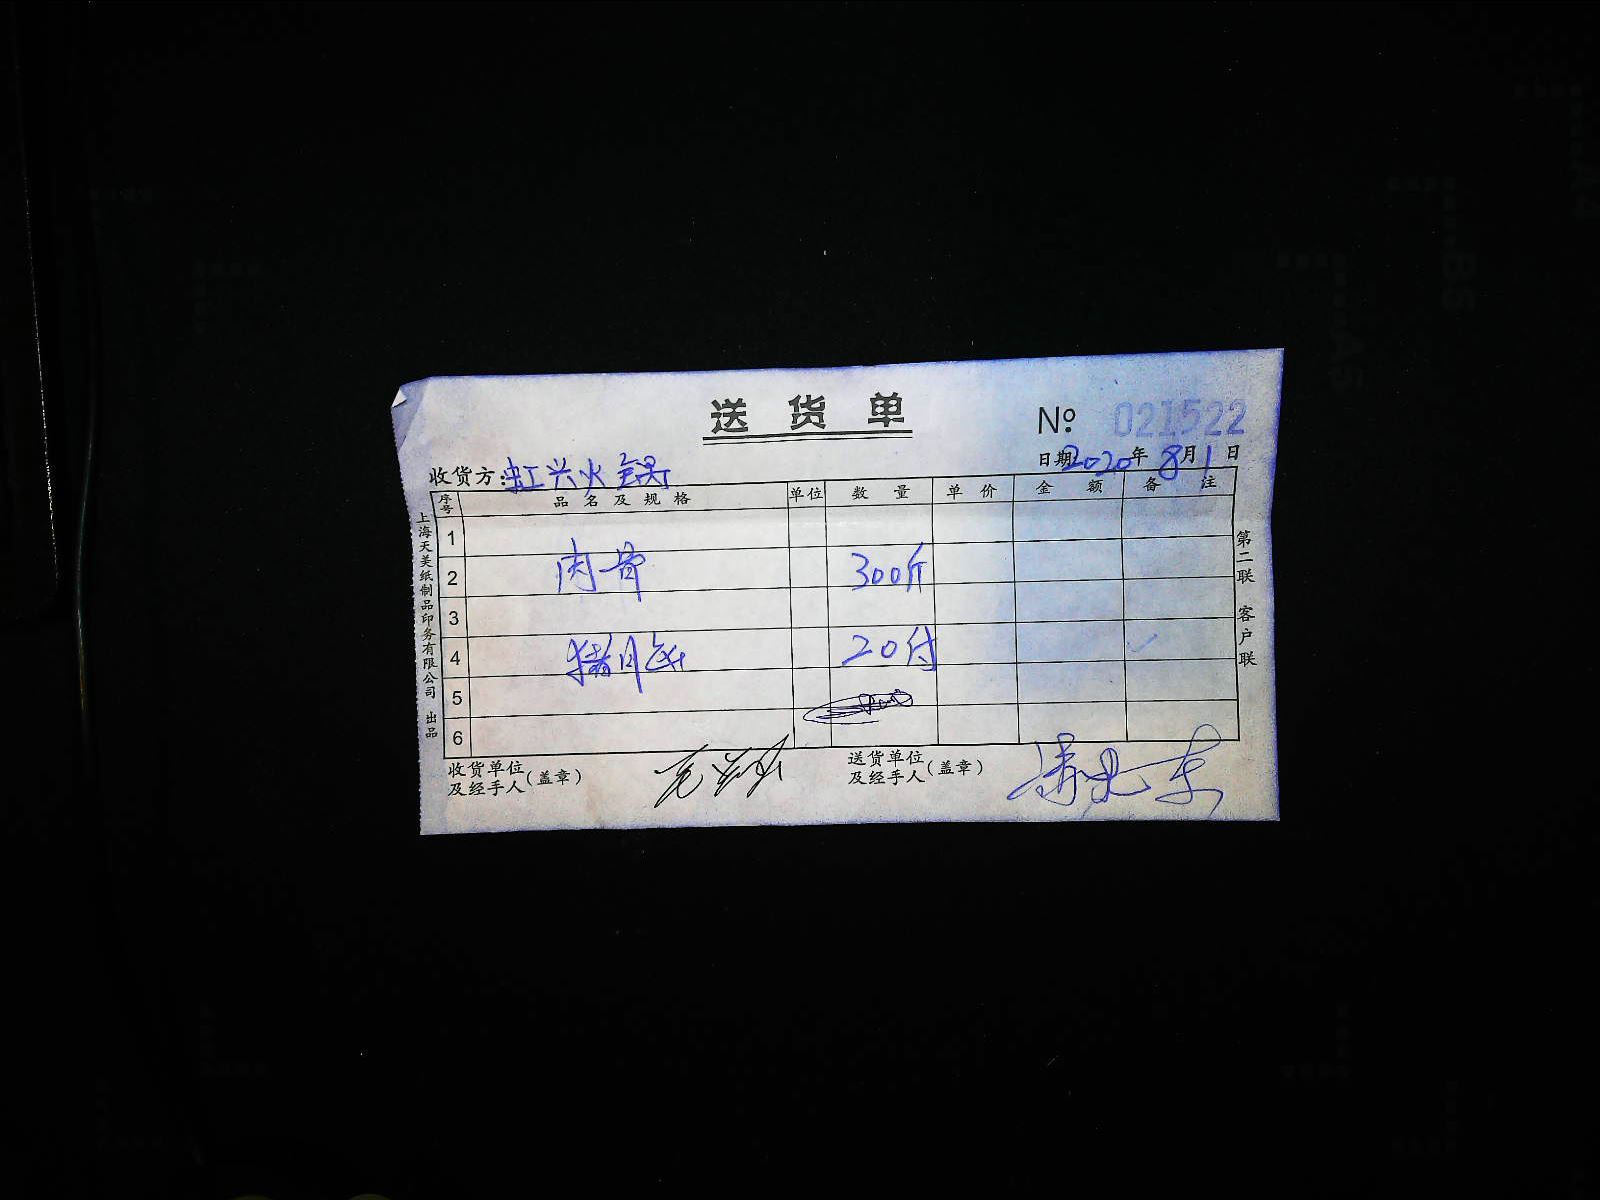 送货单
№ 021522
日期2020年8月1日
收货方:虹兴火锅
序号 品名及规格 单位 数量 单价 金额 备注
1
2 肉骨 300斤
3
4 猪 20付
5
6
收货单位及经手人(盖章)
送货单位及经手人(盖章)
上海天美纸制品印务有限公司 出品
第二联 客户联